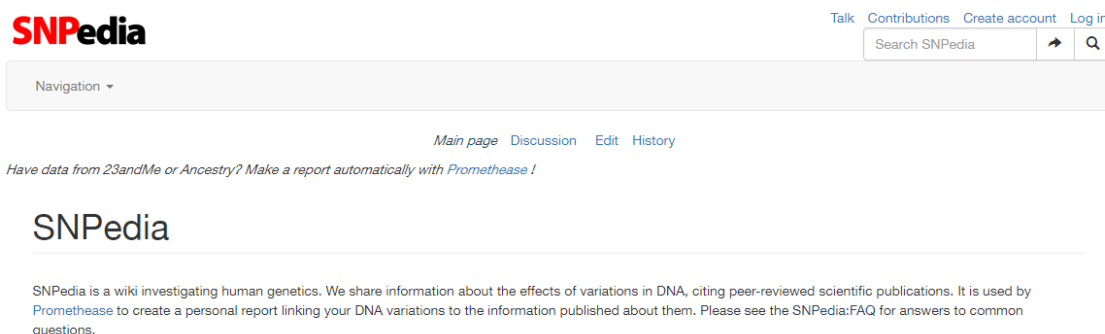 SNPedia
Talk Contributions Create account Log in
Search SNPedia
Navigation
Main page Discussion Edit History
Have data from 23andMe or Ancestry? Make a report automatically with Promethease !
SNPedia
SNPedia is a wiki investigating human genetics. We share information about the effects of variations in DNA, citing peer-reviewed scientific publications. It is used by
Promethease to create a personal report linking your DNA variations to the information published about them. Please see the SNPedia:FAQ for answers to common
questions.